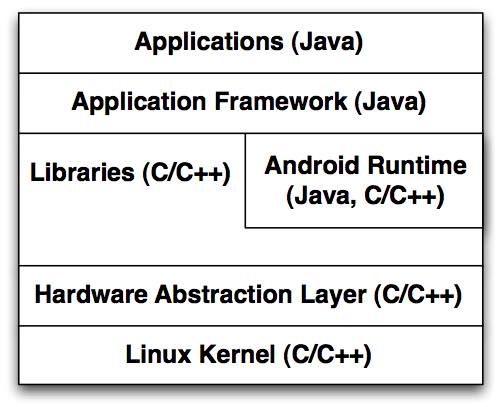 Applications (Java)
Application Framework (Java)
Libraries (C/C++)
Android Runtime
(Java, C/C++)
Hardware Abstraction Layer (C/C++)
Linux Kernel (C/C++)